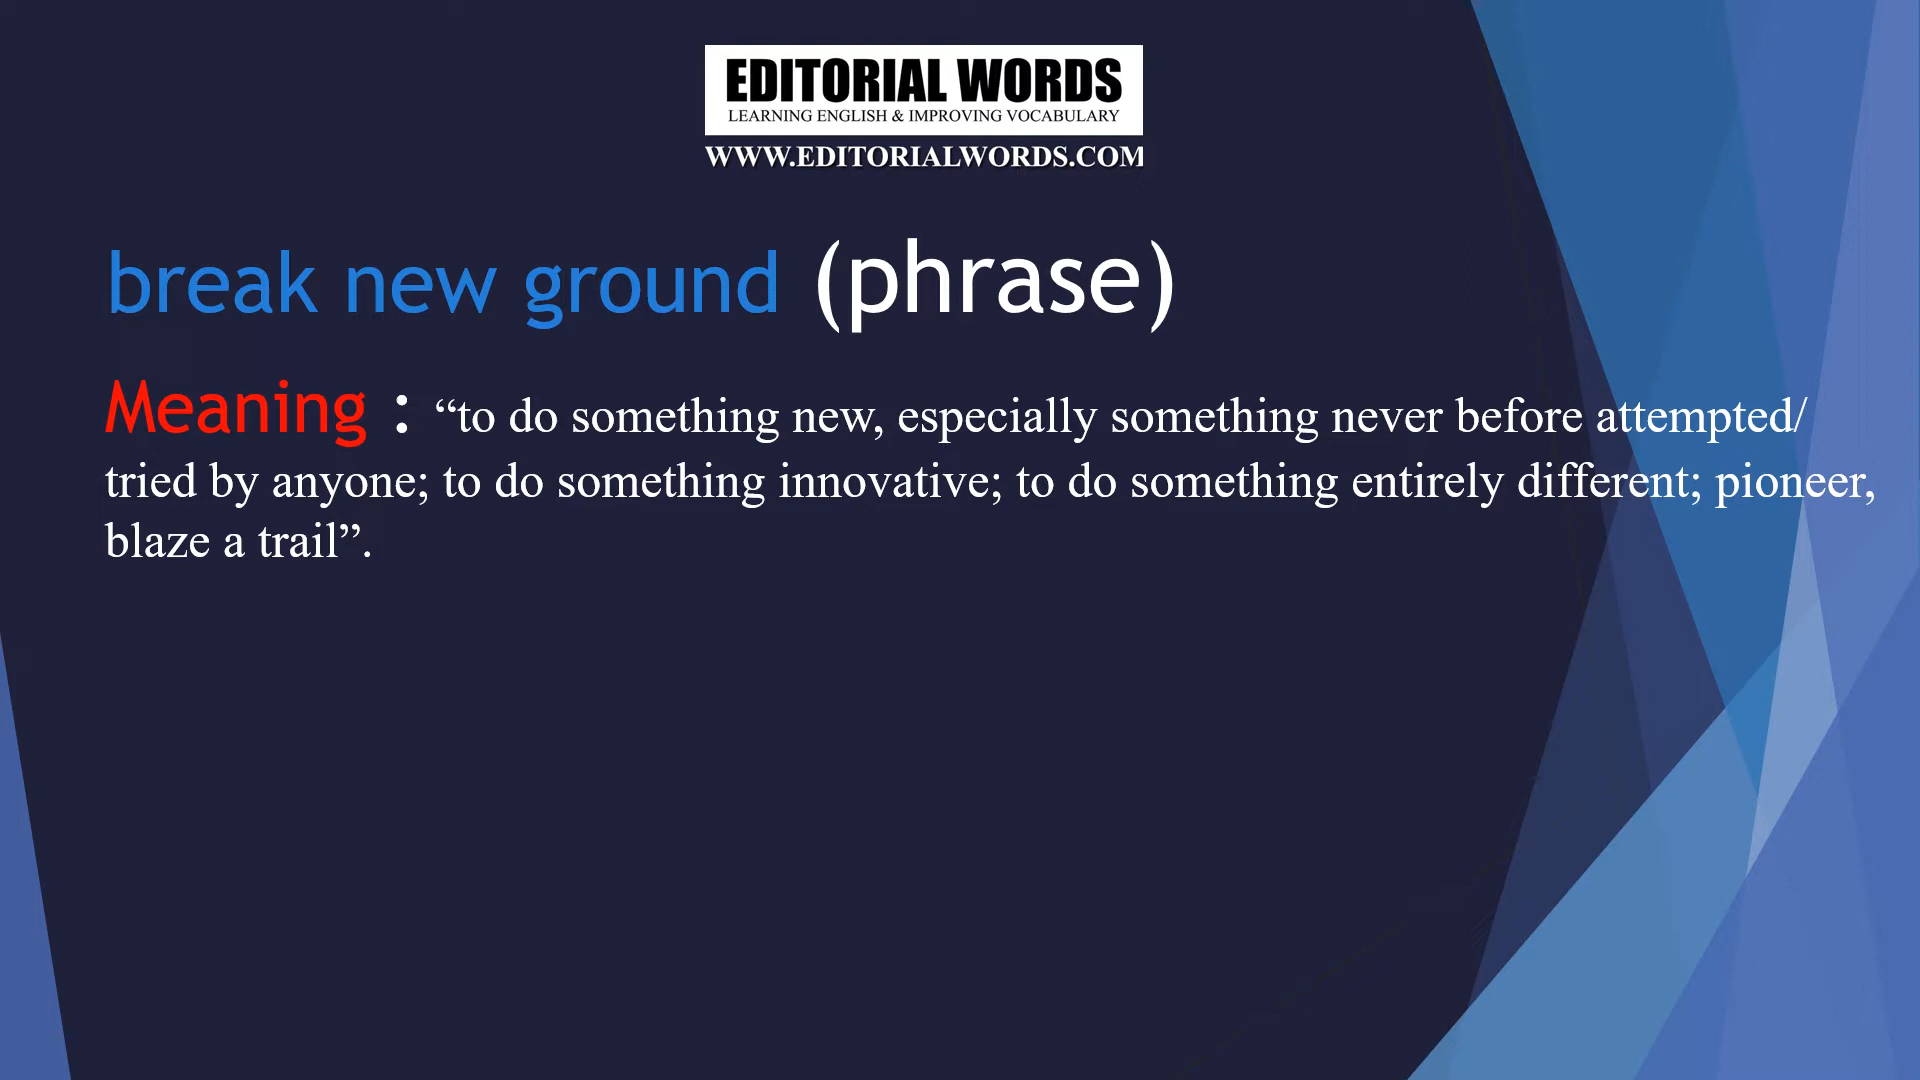 EDITORIAL WORDS
LEARNING ENGLISH & IMPROVING VOCABULARY
WWW.EDITORIALWORDS.COM
break new ground (phrase)
Meaning : “to do something new, especially something never before attempted/
tried by anyone; to do something innovative; to do something entirely different; pioneer,
blaze a trail”.